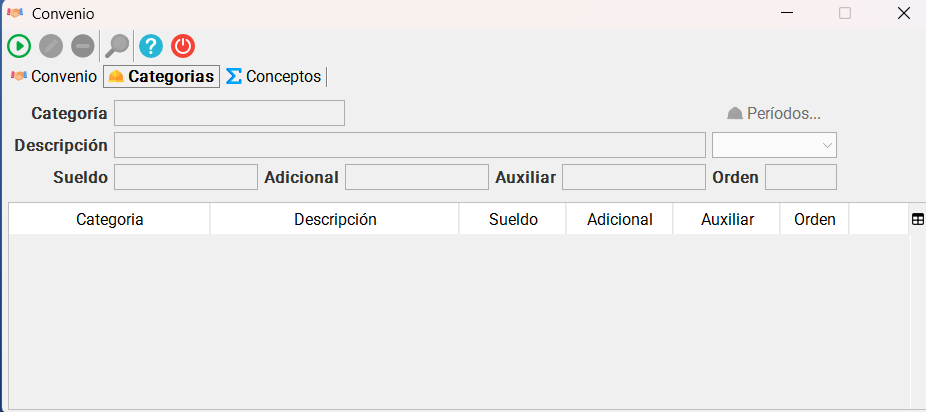 Convenio
?
Convenio Categorias Conceptos
Categoría Períodos...
Descripción
Sueldo Adicional Auxiliar Orden
Categoria Descripción Sueldo Adicional Auxiliar Orden